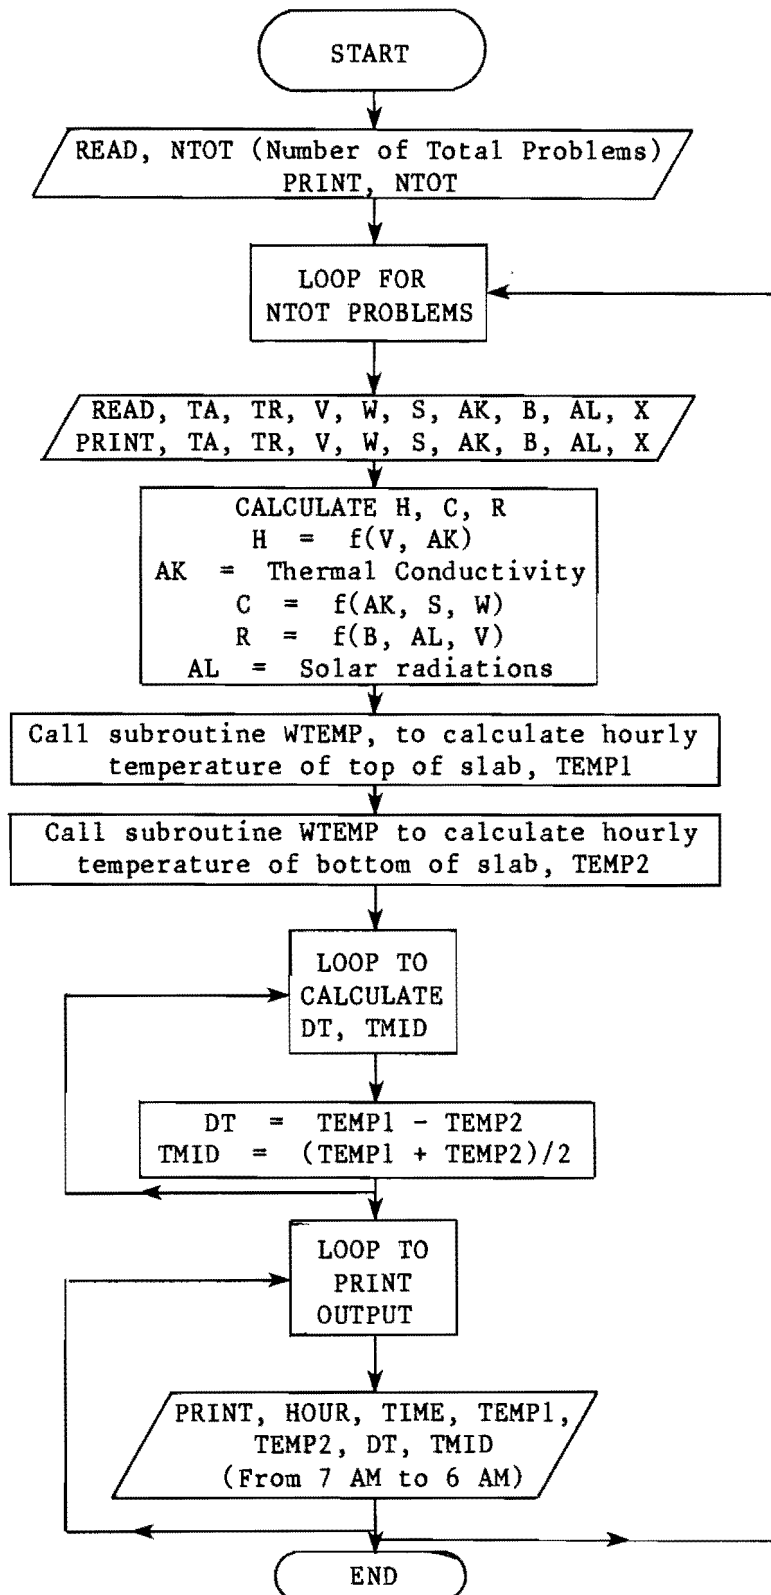 START
READ, NTOT (Number of Total Problems)
PRINT, NTOT
LOOP FOR
NTOT PROBLEMS
READ, TA, TR, V, W, S, AK, B, AL, X
PRINT, TA, TR, V, W, S, AK, B, AL, X
CALCULATE H, C, R
H = f(V, AK)
AK = Thermal Conductivity
C = f(AK, S, W)
R = f(B, AL, V)
AL = Solar radiations
Call subroutine WTEMP, to calculate hourly
temperature of top of slab, TEMP1
Call subroutine WTEMP to calculate hourly
temperature of bottom of slab, TEMP2
LOOP TO
CALCULATE
DT, TMID
DT = TEMP1 - TEMP2
TMID = (TEMP1 + TEMP2)/2
LOOP TO
PRINT
OUTPUT
PRINT, HOUR, TIME, TEMP1,
TEMP2, DT, TMID
(From 7 AM to 6 AM)
END